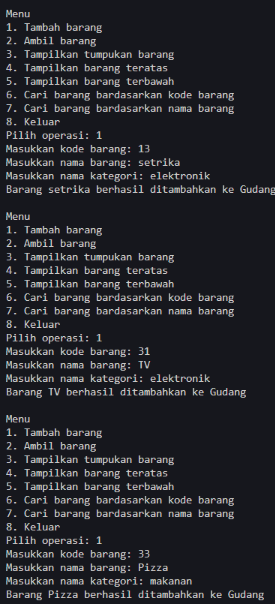 Menu
1. Tambah barang
2. Ambil barang
3. Tampilkan tumpukan barang
4. Tampilkan barang teratas
5. Tampilkan barang terbawah
6. Cari barang bardasarkan kode barang
7. Cari barang bardasarkan nama barang
8. Keluar
Pilih operasi: 1
Masukkan kode barang: 13
Masukkan nama barang: setrika
Masukkan nama kategori: elektronik
Barang setrika berhasil ditambahkan ke Gudang
Menu
1. Tambah barang
2. Ambil barang
3. Tampilkan tumpukan barang
4. Tampilkan barang teratas
5. Tampilkan barang terbawah
6. Cari barang bardasarkan kode barang
7. Cari barang bardasarkan nama barang
8. Keluar
Pilih operasi: 1
Masukkan kode barang: 31
Masukkan nama barang: TV
Masukkan nama kategori: elektronik
Barang TV berhasil ditambahkan ke Gudang
Menu
1. Tambah barang
2. Ambil barang
3. Tampilkan tumpukan barang
4. Tampilkan barang teratas
5. Tampilkan barang terbawah
6. Cari barang bardasarkan kode barang
7. Cari barang bardasarkan nama barang
8. Keluar
Pilih operasi: 1
Masukkan kode barang: 33
Masukkan nama barang: Pizza
Masukkan nama kategori: makanan
Barang Pizza berhasil ditambahkan ke Gudang